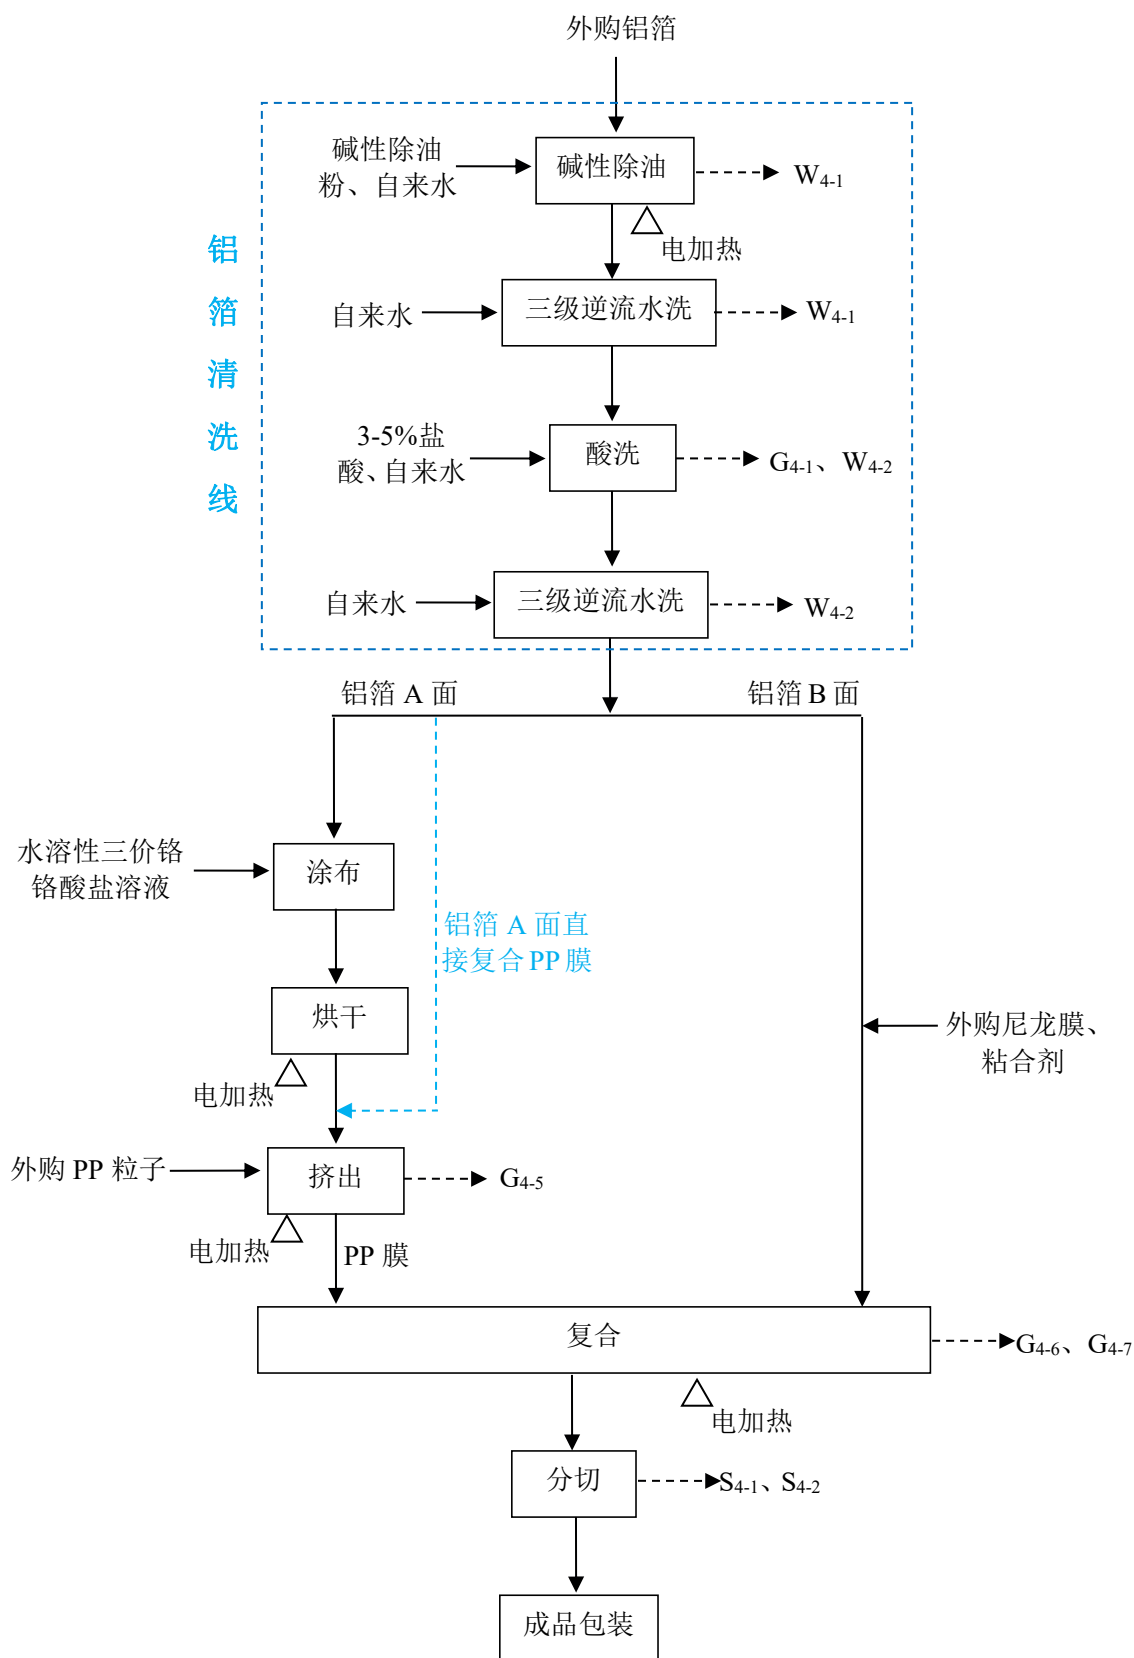 外购铝箔
碱性除油
粉、自来水
碱性除油
W4-1
电加热
铝
箔
清
洗
线
自来水
三级逆流水洗
W4-1
3-5%盐
酸、自来水
酸洗
G4-1、W4-2
自来水
三级逆流水洗
W4-2
铝箔 A 面
铝箔 B 面
水溶性三价铬
铬酸盐溶液
涂布
铝箔 A 面直
接复合 PP 膜
烘干
电加热
外购尼龙膜、
粘合剂
外购 PP 粒子
挤出
G4-5
电加热
PP 膜
复合
G4-6、G4-7
电加热
分切
S4-1、S4-2
成品包装